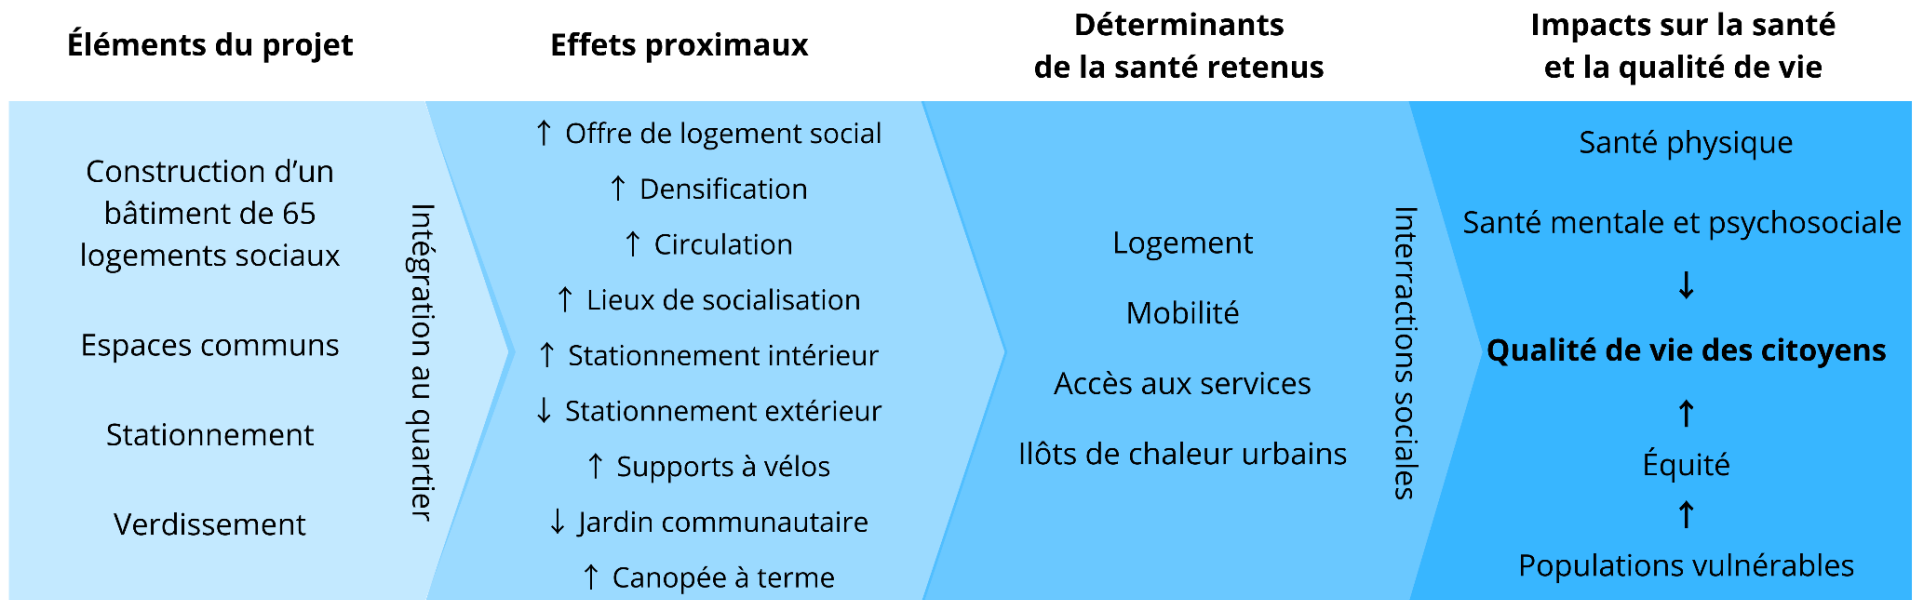 Éléments du projet
Construction d’un
bâtiment de 65
logements sociaux
Espaces communs
Stationnement
Verdissement
Intégration au quartier
Effets proximaux
↑ Offre de logement social
↑ Densification
↑ Circulation
↑ Lieux de socialisation
↑ Stationnement intérieur
↓ Stationnement extérieur
↑ Supports à vélos
↓ Jardin communautaire
↑ Canopée à terme
Déterminants
de la santé retenus
Logement
Mobilité
Accès aux services
Ilôts de chaleur urbains
Interractions sociales
Impacts sur la santé
et la qualité de vie
Santé physique
Santé mentale et psychosociale
↓
Qualité de vie des citoyens
↑
Équité
↑
Populations vulnérables